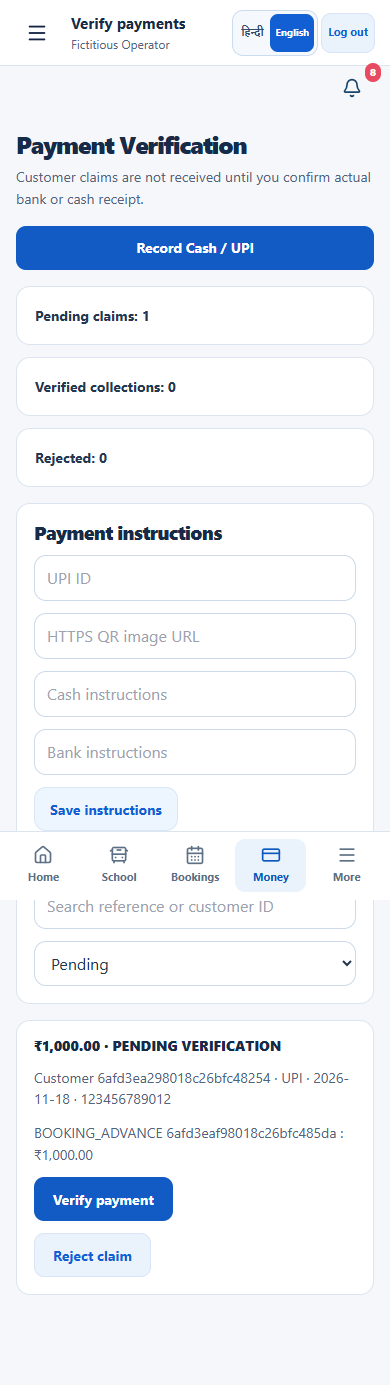 Verify payments
Fictitious Operator
हिन्दी
English
Log out
8
Payment Verification
Customer claims are not received until you confirm actual
bank or cash receipt.
Record Cash / UPI
Pending claims: 1
Verified collections: 0
Rejected: 0
Payment instructions
UPI ID
HTTPS QR image URL
Cash instructions
Bank instructions
Save instructions
Home
School
Bookings
Money
More
Search reference or customer ID
Pending
₹1,000.00 · PENDING VERIFICATION
Customer 6afd3ea298018c26bfc48254 · UPI · 2026-
11-18 · 123456789012
BOOKING_ADVANCE 6afd3eaf98018c26bfc485da :
₹1,000.00
Verify payment
Reject claim